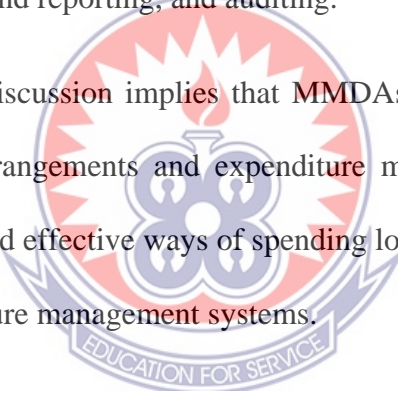 nd reporting, and auditing.
iscussion implies that MMDAs
rangements and expenditure m
d effective ways of spending lo
ure management systems.
EDUCATION FOR SERVICE